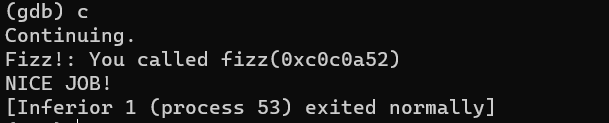 (gdb) c
Continuing.
Fizz!: You called fizz(0xc0c0a52)
NICE JOB!
[Inferior 1 (process 53) exited normally]